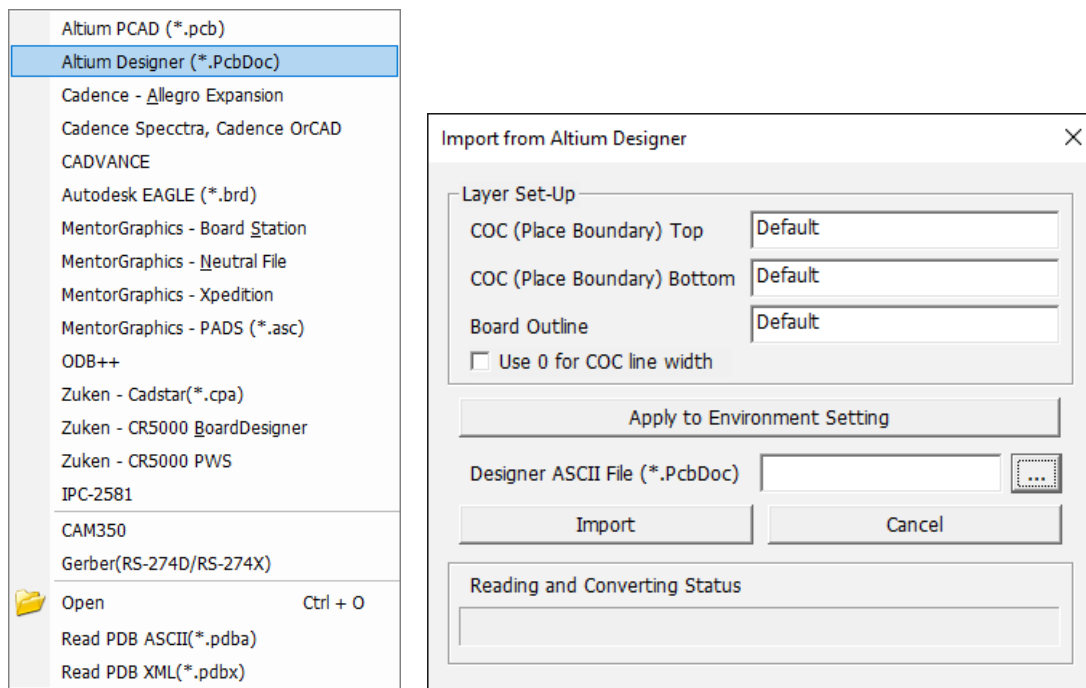 Altium PCAD (*.pcb)
Altium Designer (*.PcbDoc)
Cadence - Allegro Expansion
Cadence Specctra, Cadence OrCAD
CADVANCE
Autodesk EAGLE (*.brd)
MentorGraphics - Board Station
MentorGraphics - Neutral File
MentorGraphics - Xpedition
MentorGraphics - PADS (*.asc)
ODB++
Zuken - Cadstar(*.cpa)
Zuken - CR5000 BoardDesigner
Zuken - CR5000 PWS
IPC-2581
CAM350
Gerber(RS-274D/RS-274X)
Open Ctrl + O
Read PDB ASCII(*.pdba)
Read PDB XML(*.pdbx)
Import from Altium Designer
Layer Set-Up
COC (Place Boundary) Top Default
COC (Place Boundary) Bottom Default
Board Outline Default
Use 0 for COC line width
Apply to Environment Setting
Designer ASCII File (*.PcbDoc) ...
Import Cancel
Reading and Converting Status